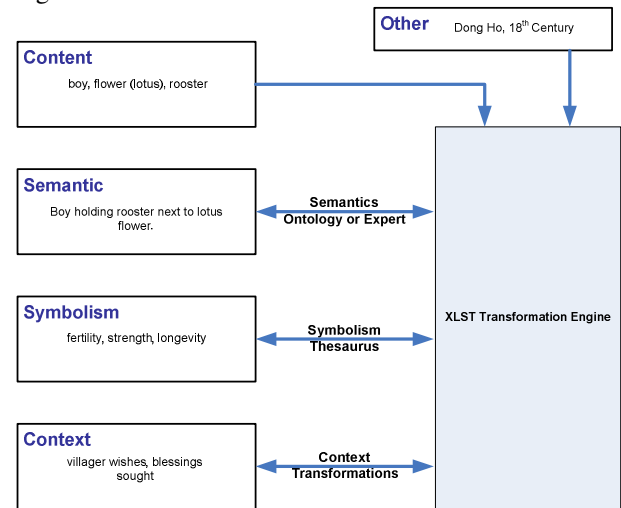 Other Dong Ho, 18th Century
Content
boy, flower (lotus), rooster
Semantic
Boy holding rooster next to lotus
flower.
Semantics
Ontology or Expert
Symbolism
fertility, strength, longevity
Symbolism
Thesaurus
XLST Transformation Engine
Context
villager wishes, blessings
sought
Context
Transformations